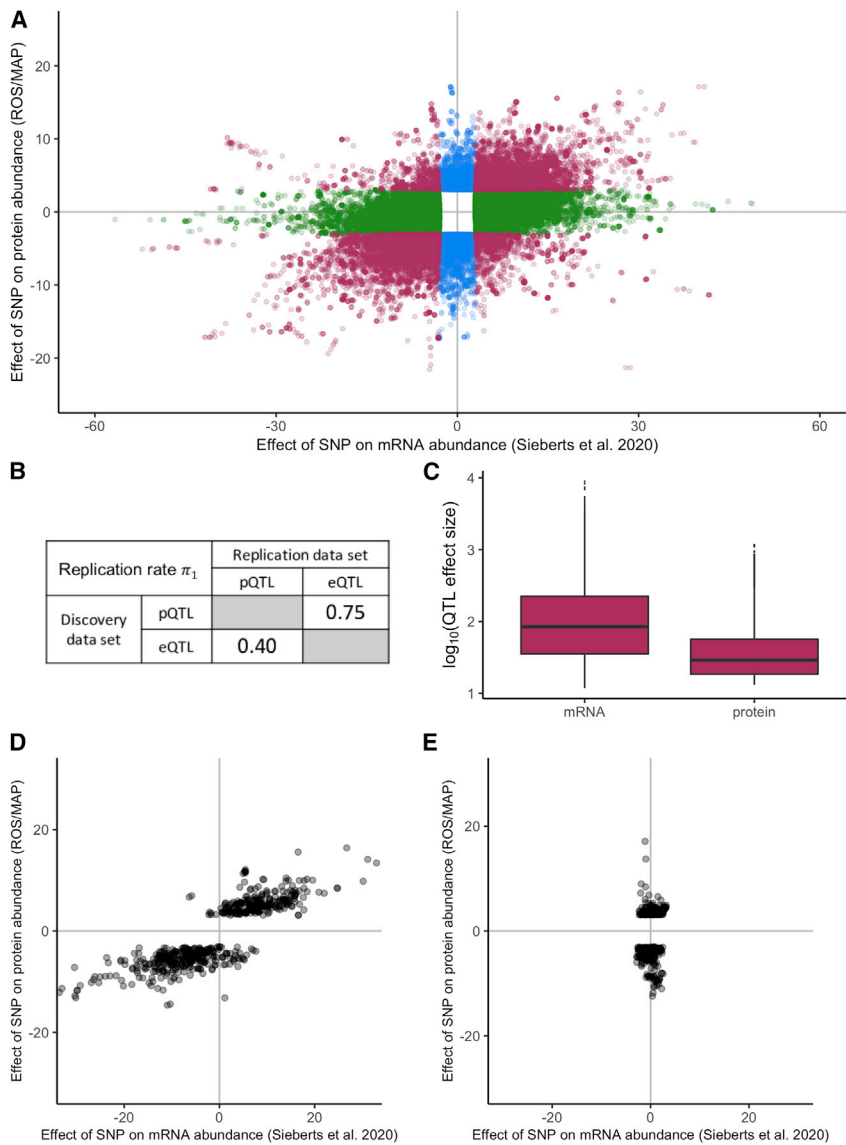 A
Effect of SNP on protein abundance (ROS/MAP)
20
10
0
-10
-20
-60
-30
0
30
60
Effect of SNP on mRNA abundance (Sieberts et al. 2020)
B
Replication rate π1
Replication data set
pQTL
eQTL
Discovery
data set
pQTL
0.75
eQTL
0.40
C
log10(QTL effect size)
4
3
2
1
mRNA
protein
D
Effect of SNP on protein abundance (ROS/MAP)
20
0
-20
-20
0
20
Effect of SNP on mRNA abundance (Sieberts et al. 2020)
E
Effect of SNP on protein abundance (ROS/MAP)
20
0
-20
-20
0
20
Effect of SNP on mRNA abundance (Sieberts et al. 2020)